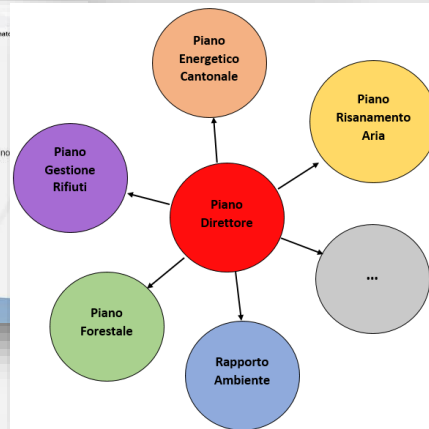 Piano
Energetico
Cantonale
Piano
Risanamento
Aria
Piano
Gestione
Rifiuti
Piano
Direttore
...
Piano
Forestale
Rapporto
Ambiente